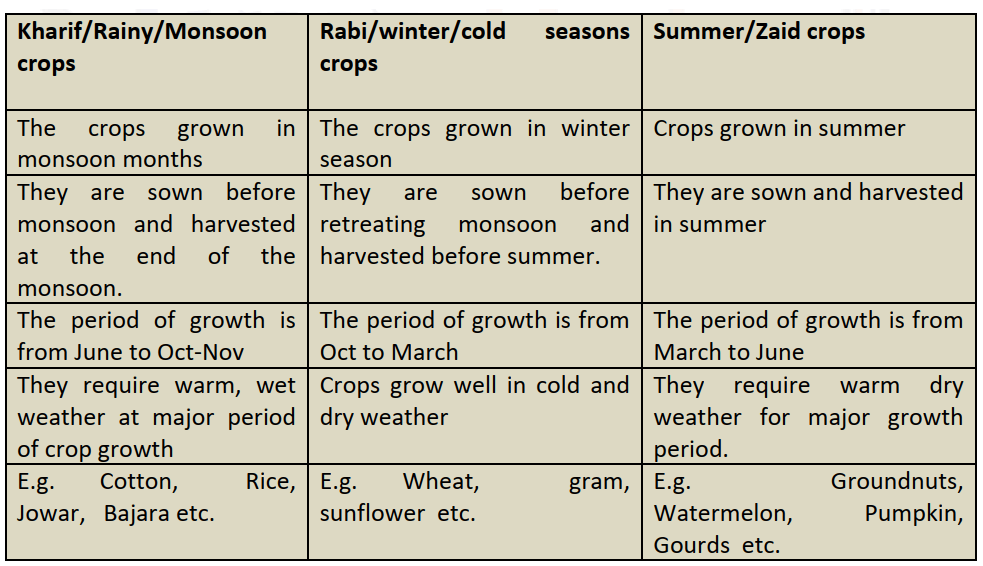 Kharif/Rainy/Monsoon
crops
Rabi/winter/cold seasons
crops
Summer/Zaid crops
The crops grown in
monsoon months
The crops grown in winter
season
Crops grown in summer
They are sown before
monsoon and harvested
at the end of the
monsoon.
They are sown before
retreating monsoon and
harvested before summer.
They are sown and harvested
in summer
The period of growth is
from June to Oct-Nov
The period of growth is from
Oct to March
The period of growth is from
March to June
They require warm, wet
weather at major period
of crop growth
Crops grow well in cold and
dry weather
They require warm dry
weather for major growth
period.
E.g. Cotton, Rice,
Jowar, Bajara etc.
E.g. Wheat, gram,
sunflower etc.
E.g. Groundnuts,
Watermelon, Pumpkin,
Gourds etc.